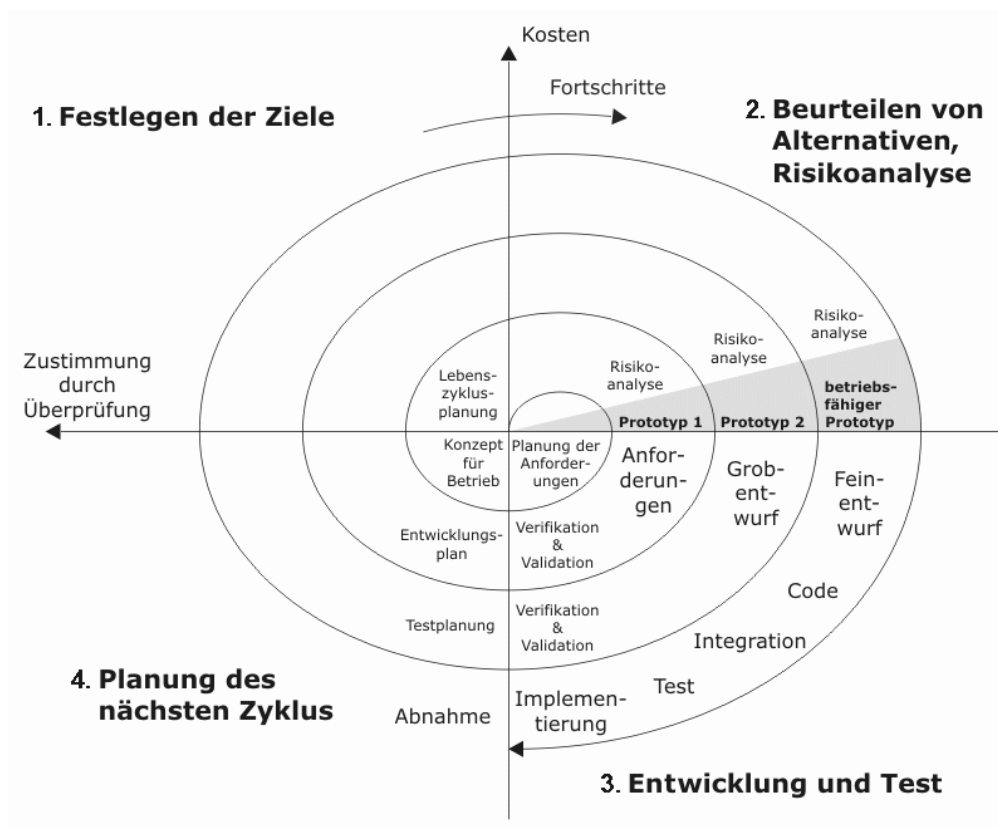 Kosten
Fortschritte
1. Festlegen der Ziele
2. Beurteilen von
Alternativen,
Risikoanalyse
Zustimmung
durch
Überprüfung
Lebens-
zyklus-
planung
Risiko-
analyse
Risiko-
analyse
Risiko-
analyse
Prototyp 1
Prototyp 2
betriebs-
fähiger
Prototyp
Konzept
für
Betrieb
Planung der
Anforder-
ungen
Anfor-
derun-
gen
Grob-
ent-
wurf
Fein-
ent-
wurf
Entwicklungs-
plan
Verifikation
&
Validation
Code
Testplanung
Verifikation
&
Validation
Integration
Test
4. Planung des
nächsten Zyklus
Abnahme
Implemen-
tierung
3. Entwicklung und Test